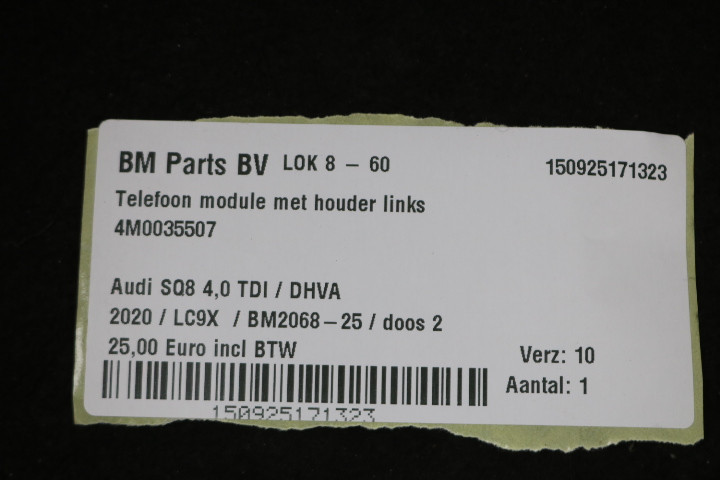 BM Parts BV LOK 8 - 60 150925171323
Telefoon module met houder links
4M0035507
Audi SQ8 4,0 TDI / DHVA
2020 / LC9X / BM2068-25 / doos 2
25,00 Euro incl BTW Verz: 10
Aantal: 1
150925171323